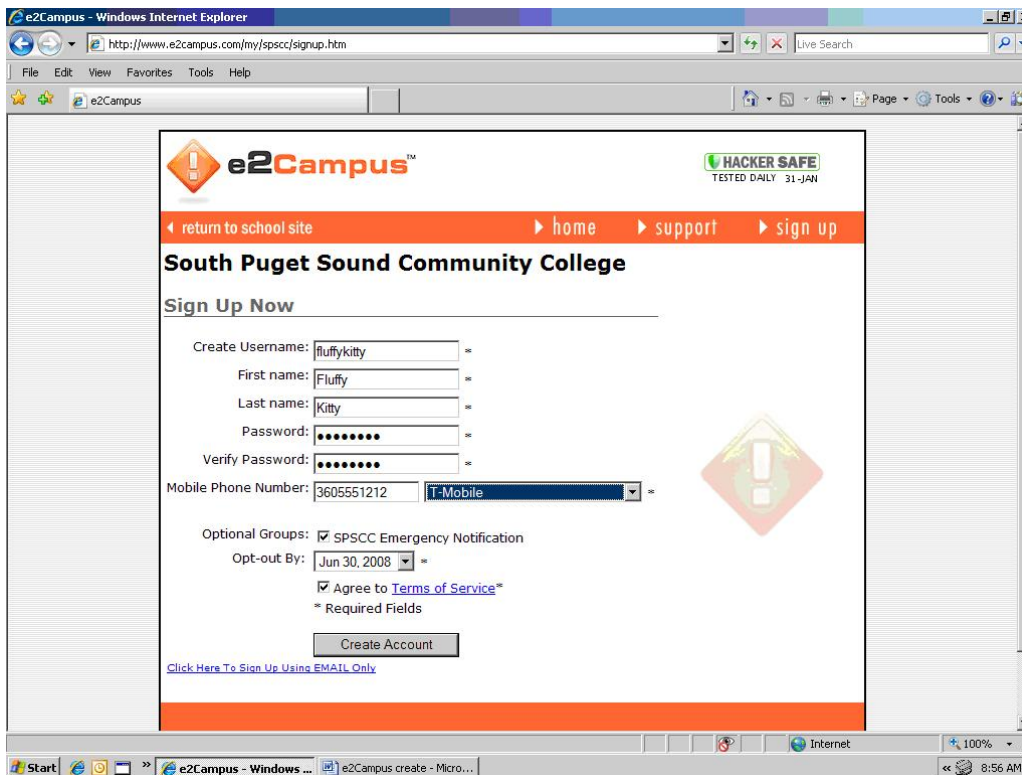 e2Campus - Windows Internet Explorer
http://www.e2campus.com/my/spscc/signup.htm
Live Search
File Edit View Favorites Tools Help
e2Campus
Page
Tools
e2Campus™
HACKER SAFE
TESTED DAILY 31-JAN
return to school site
home
support
sign up
South Puget Sound Community College
Sign Up Now
Create Username: fluffykitty *
First name: Fluffy *
Last name: Kitty *
Password: •••••••• *
Verify Password: •••••••• *
Mobile Phone Number: 3605551212 T-Mobile *
Optional Groups: SPSCC Emergency Notification
Opt-out By: Jun 30, 2008 *
Agree to Terms of Service*
* Required Fields
Create Account
Click Here To Sign Up Using EMAIL Only
Internet
100%
Start
e2Campus - Windows ...
e2Campus create - Micro...
8:56 AM